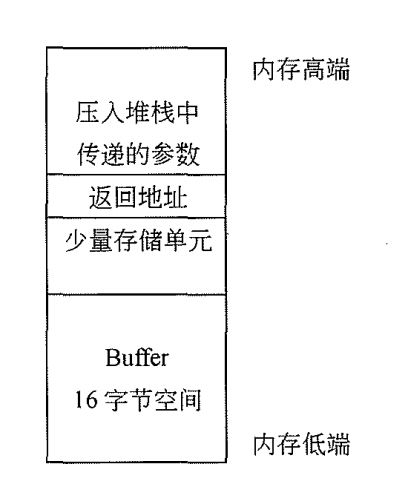 内存高端
压入堆栈中
传递的参数
返回地址
少量存储单元
Buffer
16 字节空间
内存低端